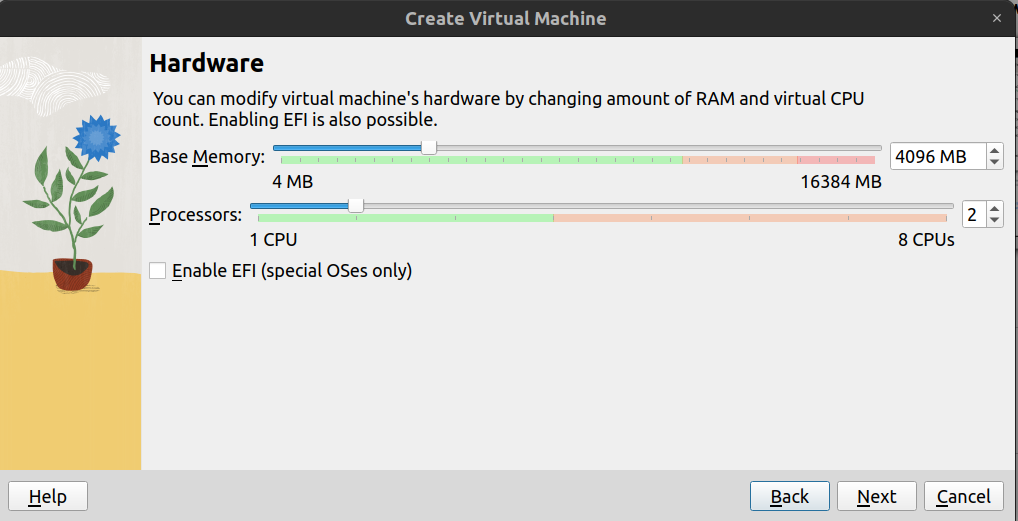 Create Virtual Machine
×
Hardware
You can modify virtual machine's hardware by changing amount of RAM and virtual CPU
count. Enabling EFI is also possible.
Base Memory: 4096 MB
4 MB 16384 MB
Processors: 2
1 CPU 8 CPUs
Enable EFI (special OSes only)
Help Back Next Cancel